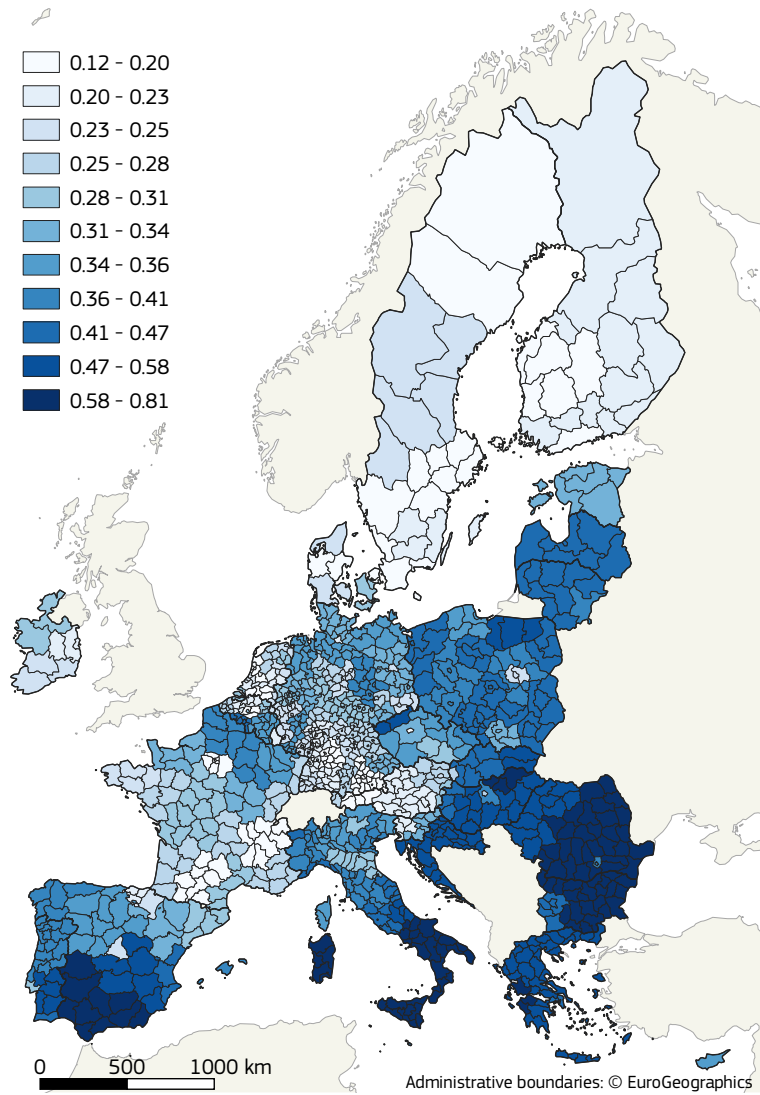 0.12 - 0.20
0.20 - 0.23
0.23 - 0.25
0.25 - 0.28
0.28 - 0.31
0.31 - 0.34
0.34 - 0.36
0.36 - 0.41
0.41 - 0.47
0.47 - 0.58
0.58 - 0.81
0 500 1000 km
Administrative boundaries: © EuroGeographics